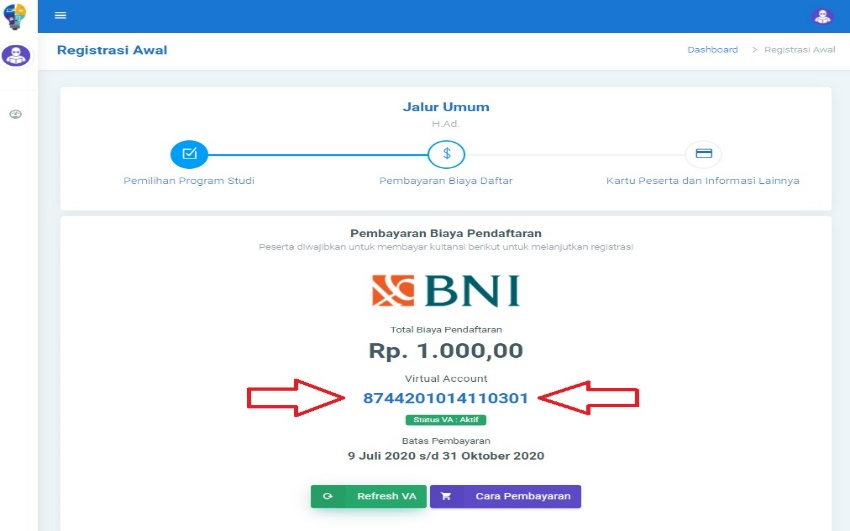 Registrasi Awal
Dashboard > Registrasi Awal
Jalur Umum
H.Ad.
$
Pemilihan Program Studi
Pembayaran Biaya Daftar
Kartu Peserta dan Informasi Lainnya
Pembayaran Biaya Pendaftaran
Peserta diwajibkan untuk membayar kuitansi berikut untuk melanjutkan registrasi
BNI
Total Biaya Pendaftaran
Rp. 1.000,00
Virtual Account
8744201014110301
Status VA : Aktif
Batas Pembayaran
9 Juli 2020 s/d 31 Oktober 2020
Refresh VA
Cara Pembayaran